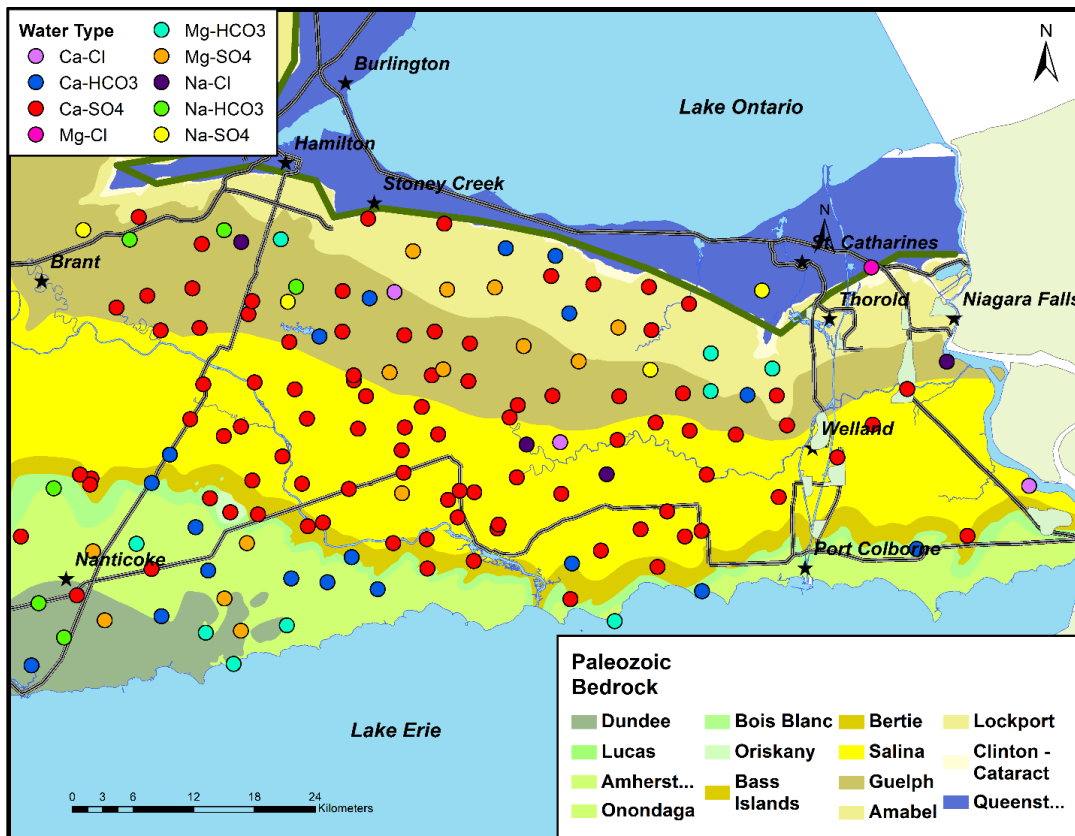 Water Type
Ca-Cl
Ca-HCO3
Ca-SO4
Mg-Cl
Mg-HCO3
Mg-SO4
Na-Cl
Na-HCO3
Na-SO4
N
Burlington
Lake Ontario
Hamilton
Stoney Creek
N
St. Catharines
Brant
Thorold
Niagara Falls
Welland
Nanticoke
Port Colborne
Lake Erie
0 3 6 12 18 24
Kilometers
Paleozoic
Bedrock
Dundee
Lucas
Amherst...
Onondaga
Bois Blanc
Oriskany
Bass
Islands
Bertie
Salina
Guelph
Amabel
Lockport
Clinton -
Cataract
Queenst...